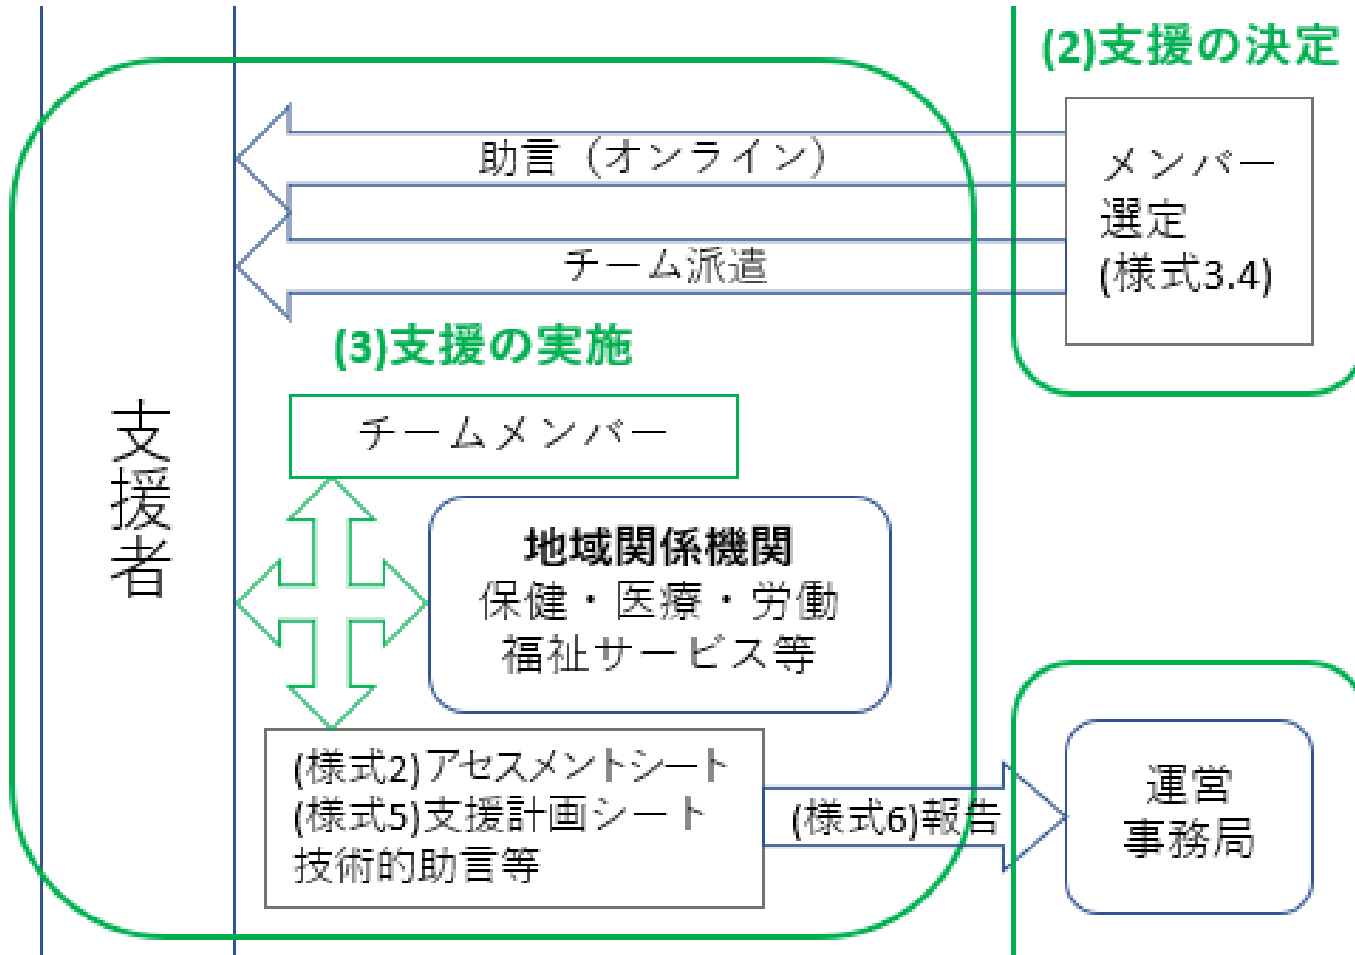 (2)支援の決定
メンバー
選定
(様式3.4)
助言（オンライン）
チーム派遣
(3)支援の実施
支援者
チームメンバー
地域関係機関
保健・医療・労働
福祉サービス等
(様式2)アセスメントシート
(様式5)支援計画シート
技術的助言等
(様式6)報告
運営
事務局